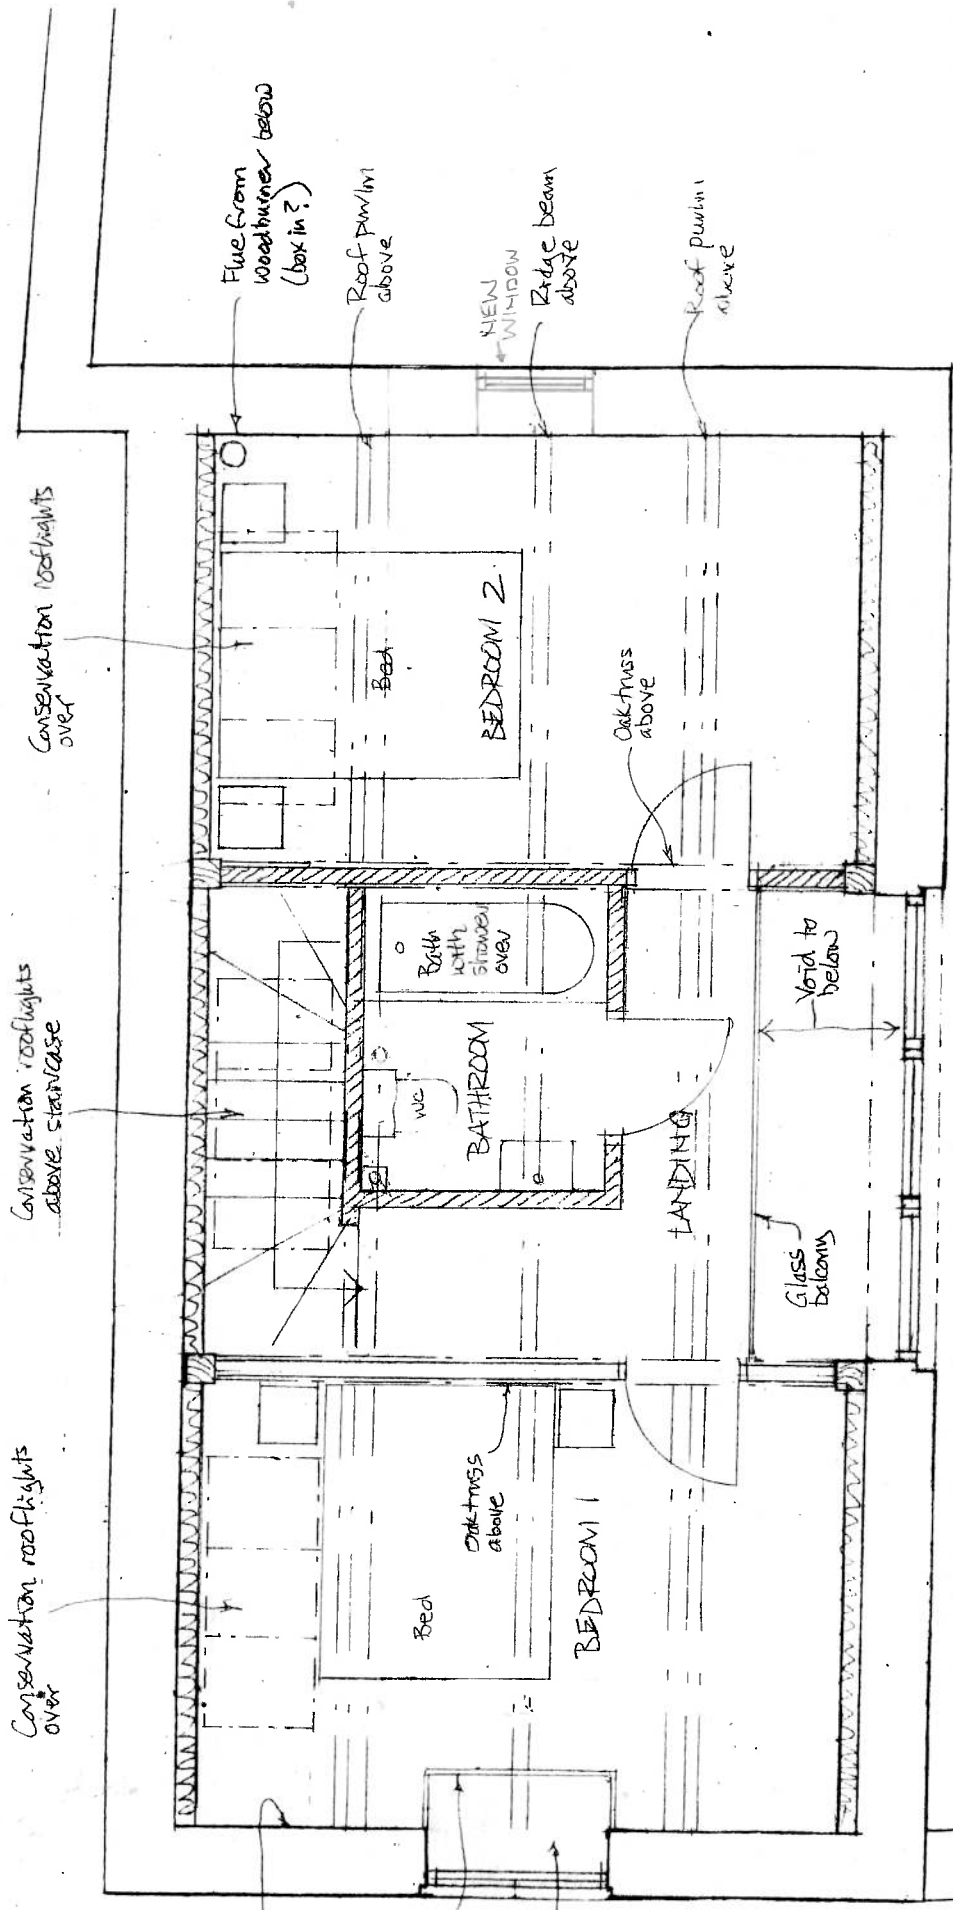 Conservation rooflights
over
Conservation rooflights
above staircase
Conservation rooflights
over
Flue from
woodburner below
(box in?)
Roof purlin
above
NEW
WINDOW
Ridge beam
above
Roof purlin
above
Bed
BEDROOM 2
Oak truss
above
Bath
with
shower
over
WC
BATHROOM
LANDING
Void to
below
Glass
balcony
Oak truss
above
Bed
BEDROOM 1